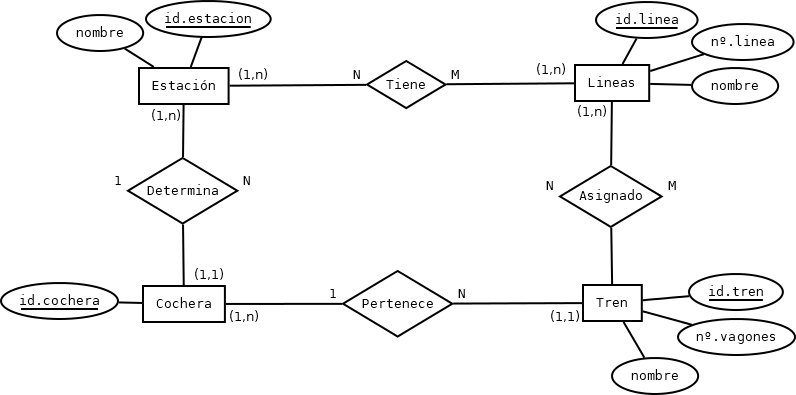 id.estacion
id.linea
nombre
nº.linea
(1,n)
N
M
(1,n)
Estación
Tiene
Lineas
nombre
(1,n)
(1,n)
1
N
Determina
N
M
Asignado
(1,1)
id.cochera
Cochera
1
N
Pertenece
Tren
id.tren
(1,n)
(1,1)
nº.vagones
nombre